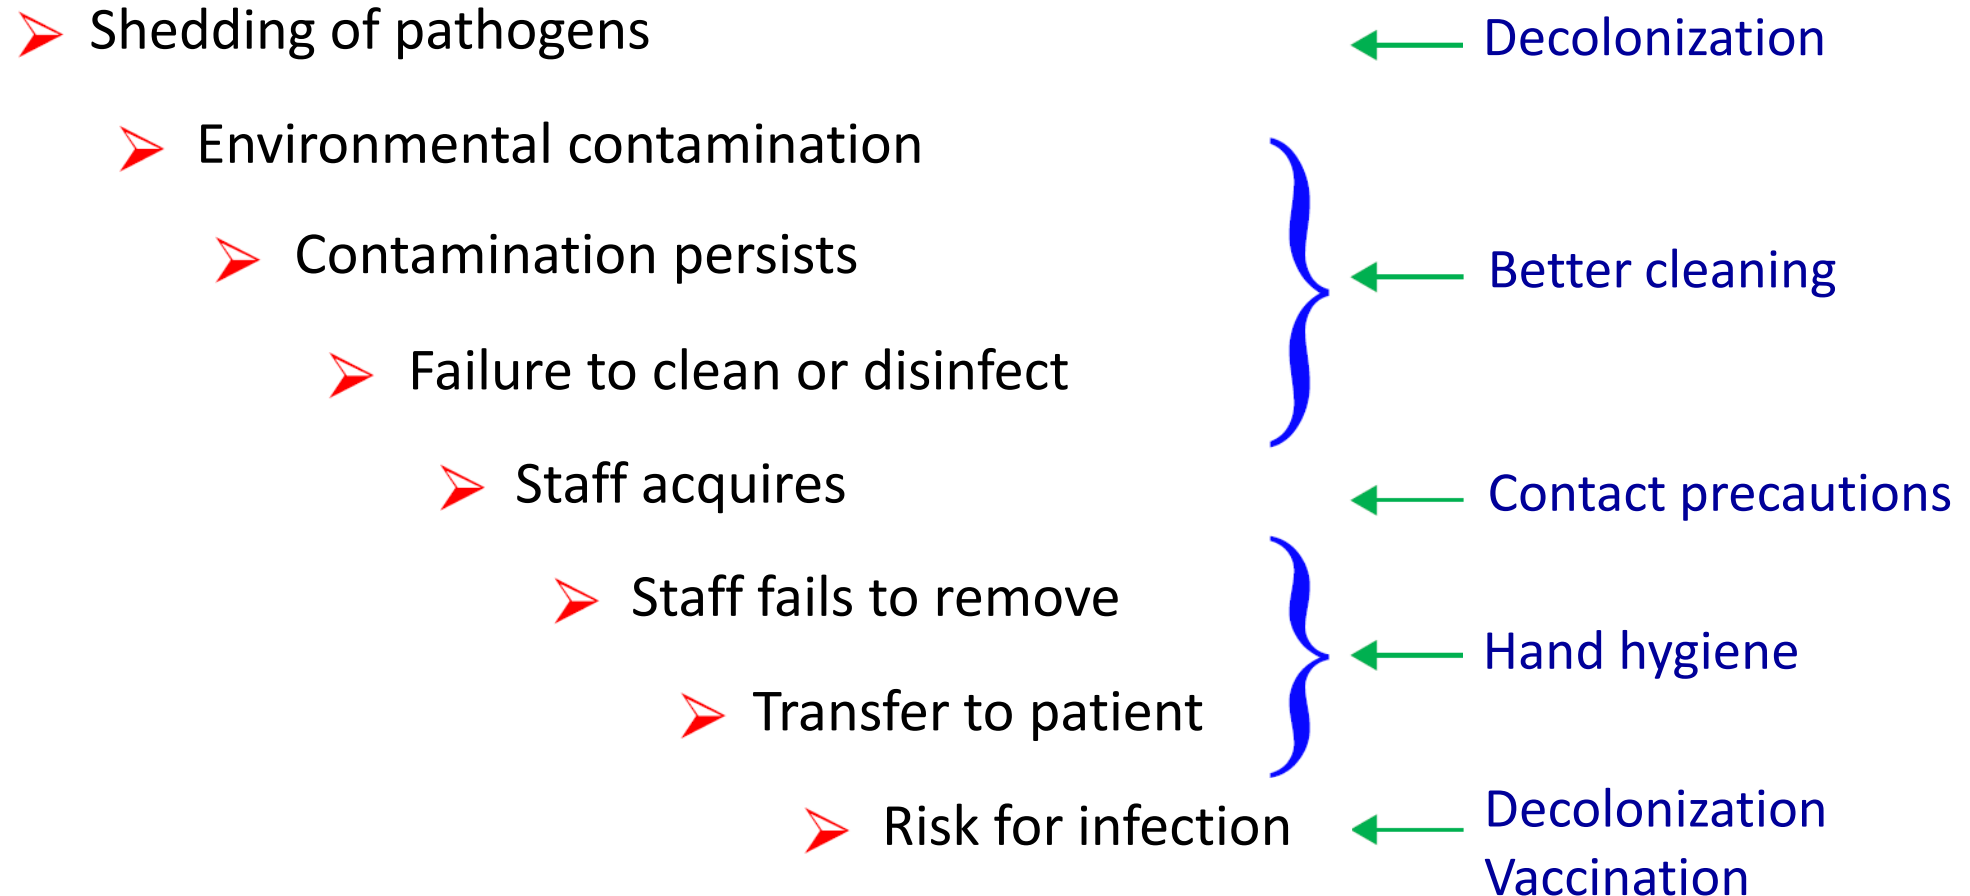 Shedding of pathogens
Decolonization
Environmental contamination
Contamination persists
Better cleaning
Failure to clean or disinfect
Staff acquires
Contact precautions
Staff fails to remove
Hand hygiene
Transfer to patient
Risk for infection
Decolonization
Vaccination